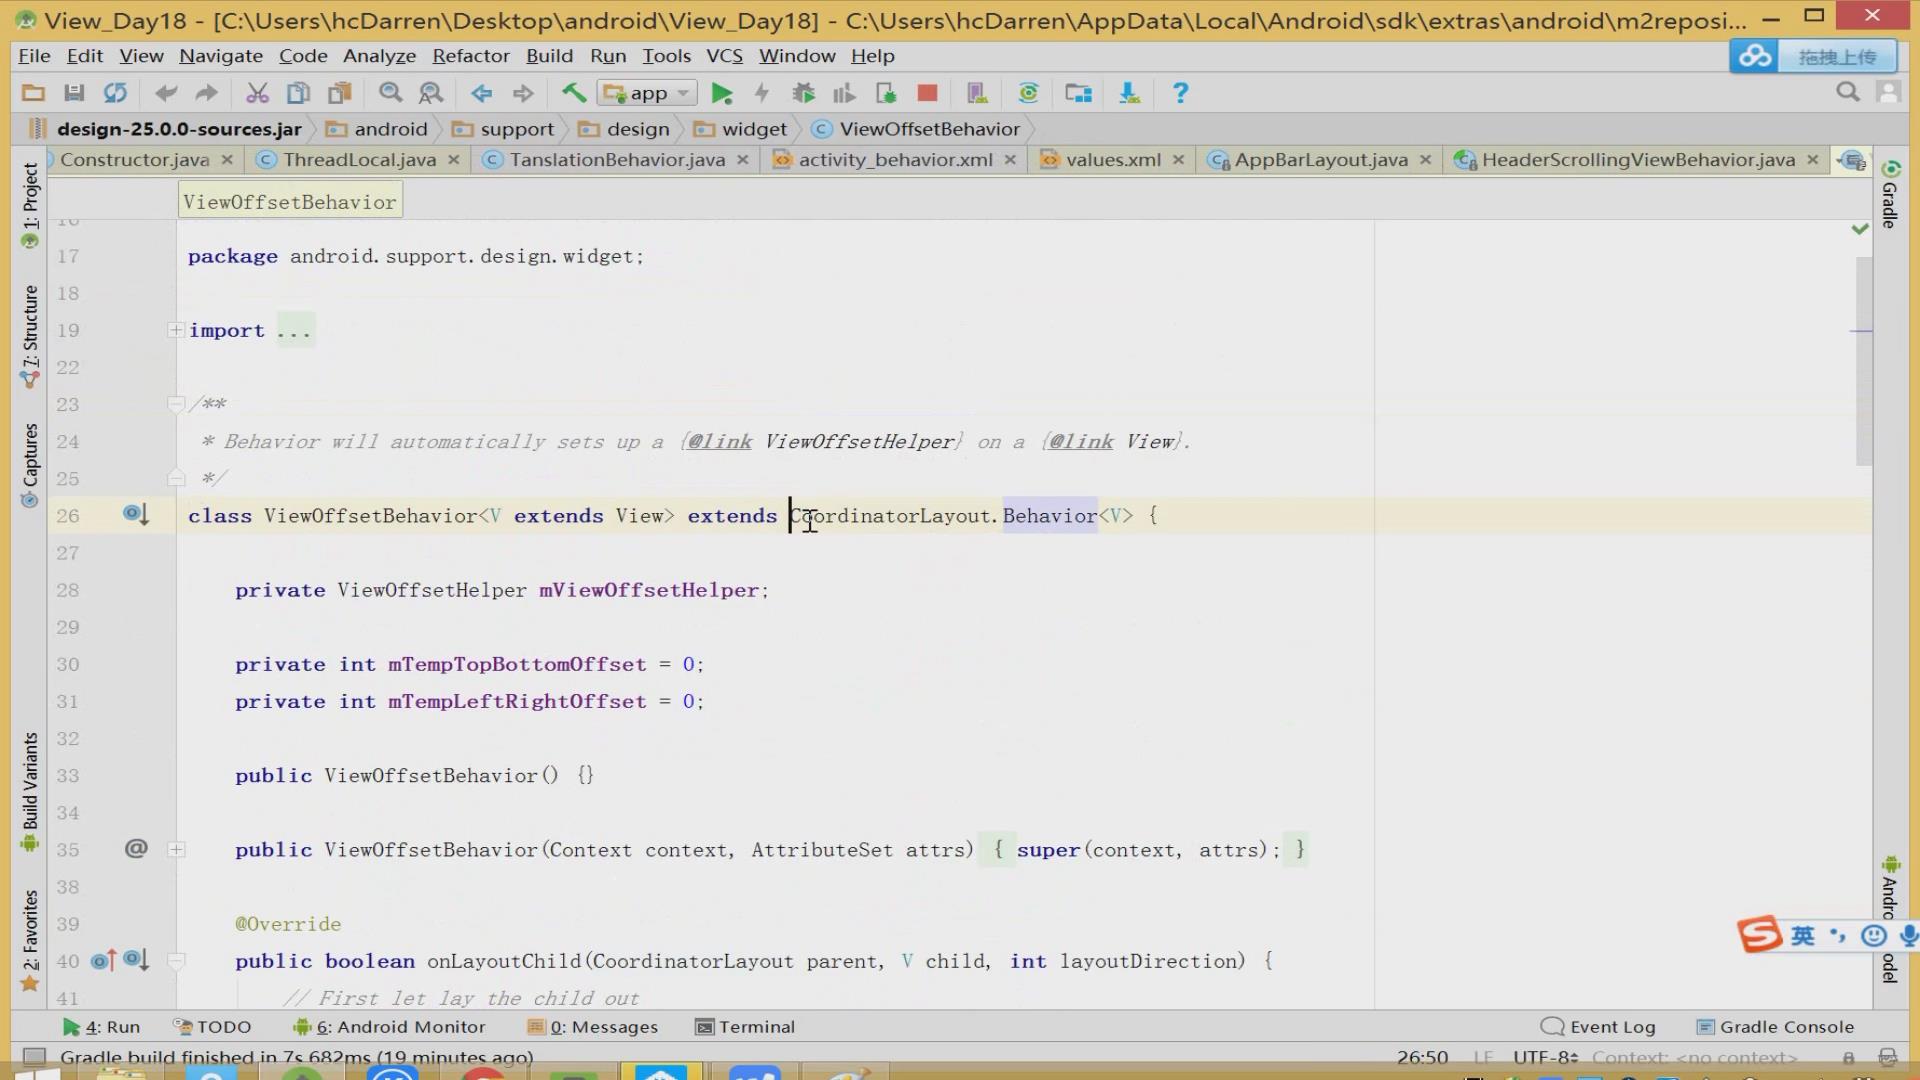 View_Day18 - [C:\Users\hcDarren\Desktop\android\View_Day18] - C:\Users\hcDarren\AppData\Local\Android\sdk\extras\android\m2reposi...
File Edit View Navigate Code Analyze Refactor Build Run Tools VCS Window Help
拖拽上传
app
design-25.0.0-sources.jar android support design widget ViewOffsetBehavior
Constructor.java ThreadLocal.java TanslationBehavior.java activity_behavior.xml values.xml AppBarLayout.java HeaderScrollingViewBehavior.java
ViewOffsetBehavior
16
17 package android.support.design.widget;
18
19 import ...
22
23 /**
24 * Behavior will automatically sets up a {@link ViewOffsetHelper} on a {@link View}.
25 */
26 class ViewOffsetBehavior<V extends View> extends CoordinatorLayout.Behavior<V> {
27
28 private ViewOffsetHelper mViewOffsetHelper;
29
30 private int mTempTopBottomOffset = 0;
31 private int mTempLeftRightOffset = 0;
32
33 public ViewOffsetBehavior() {}
34
35 @ public ViewOffsetBehavior(Context context, AttributeSet attrs) { super(context, attrs); }
38
39 @Override
40 public boolean onLayoutChild(CoordinatorLayout parent, V child, int layoutDirection) {
41 // First let lay the child out
1: Project
7: Structure
Captures
Build Variants
2: Favorites
Gradle
Andro
odel
英
4: Run TODO 6: Android Monitor 0: Messages Terminal Event Log Gradle Console
Gradle build finished in 7s 682ms (19 minutes ago) 26:50 LF UTF-8 Context: <no context>